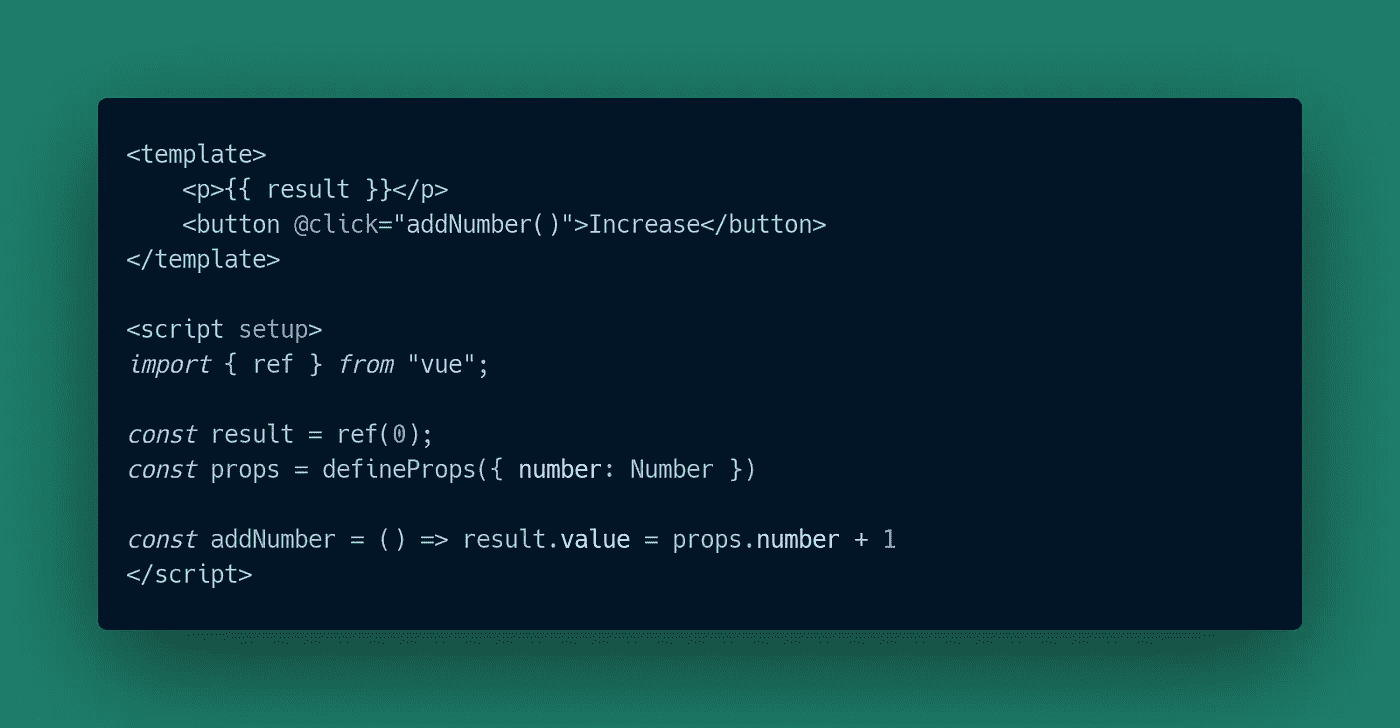 <template>
    <p>{{ result }}</p>
    <button @click="addNumber()">Increase</button>
</template>

<script setup>
import { ref } from "vue";

const result = ref(0);
const props = defineProps({ number: Number })

const addNumber = () => result.value = props.number + 1
</script>